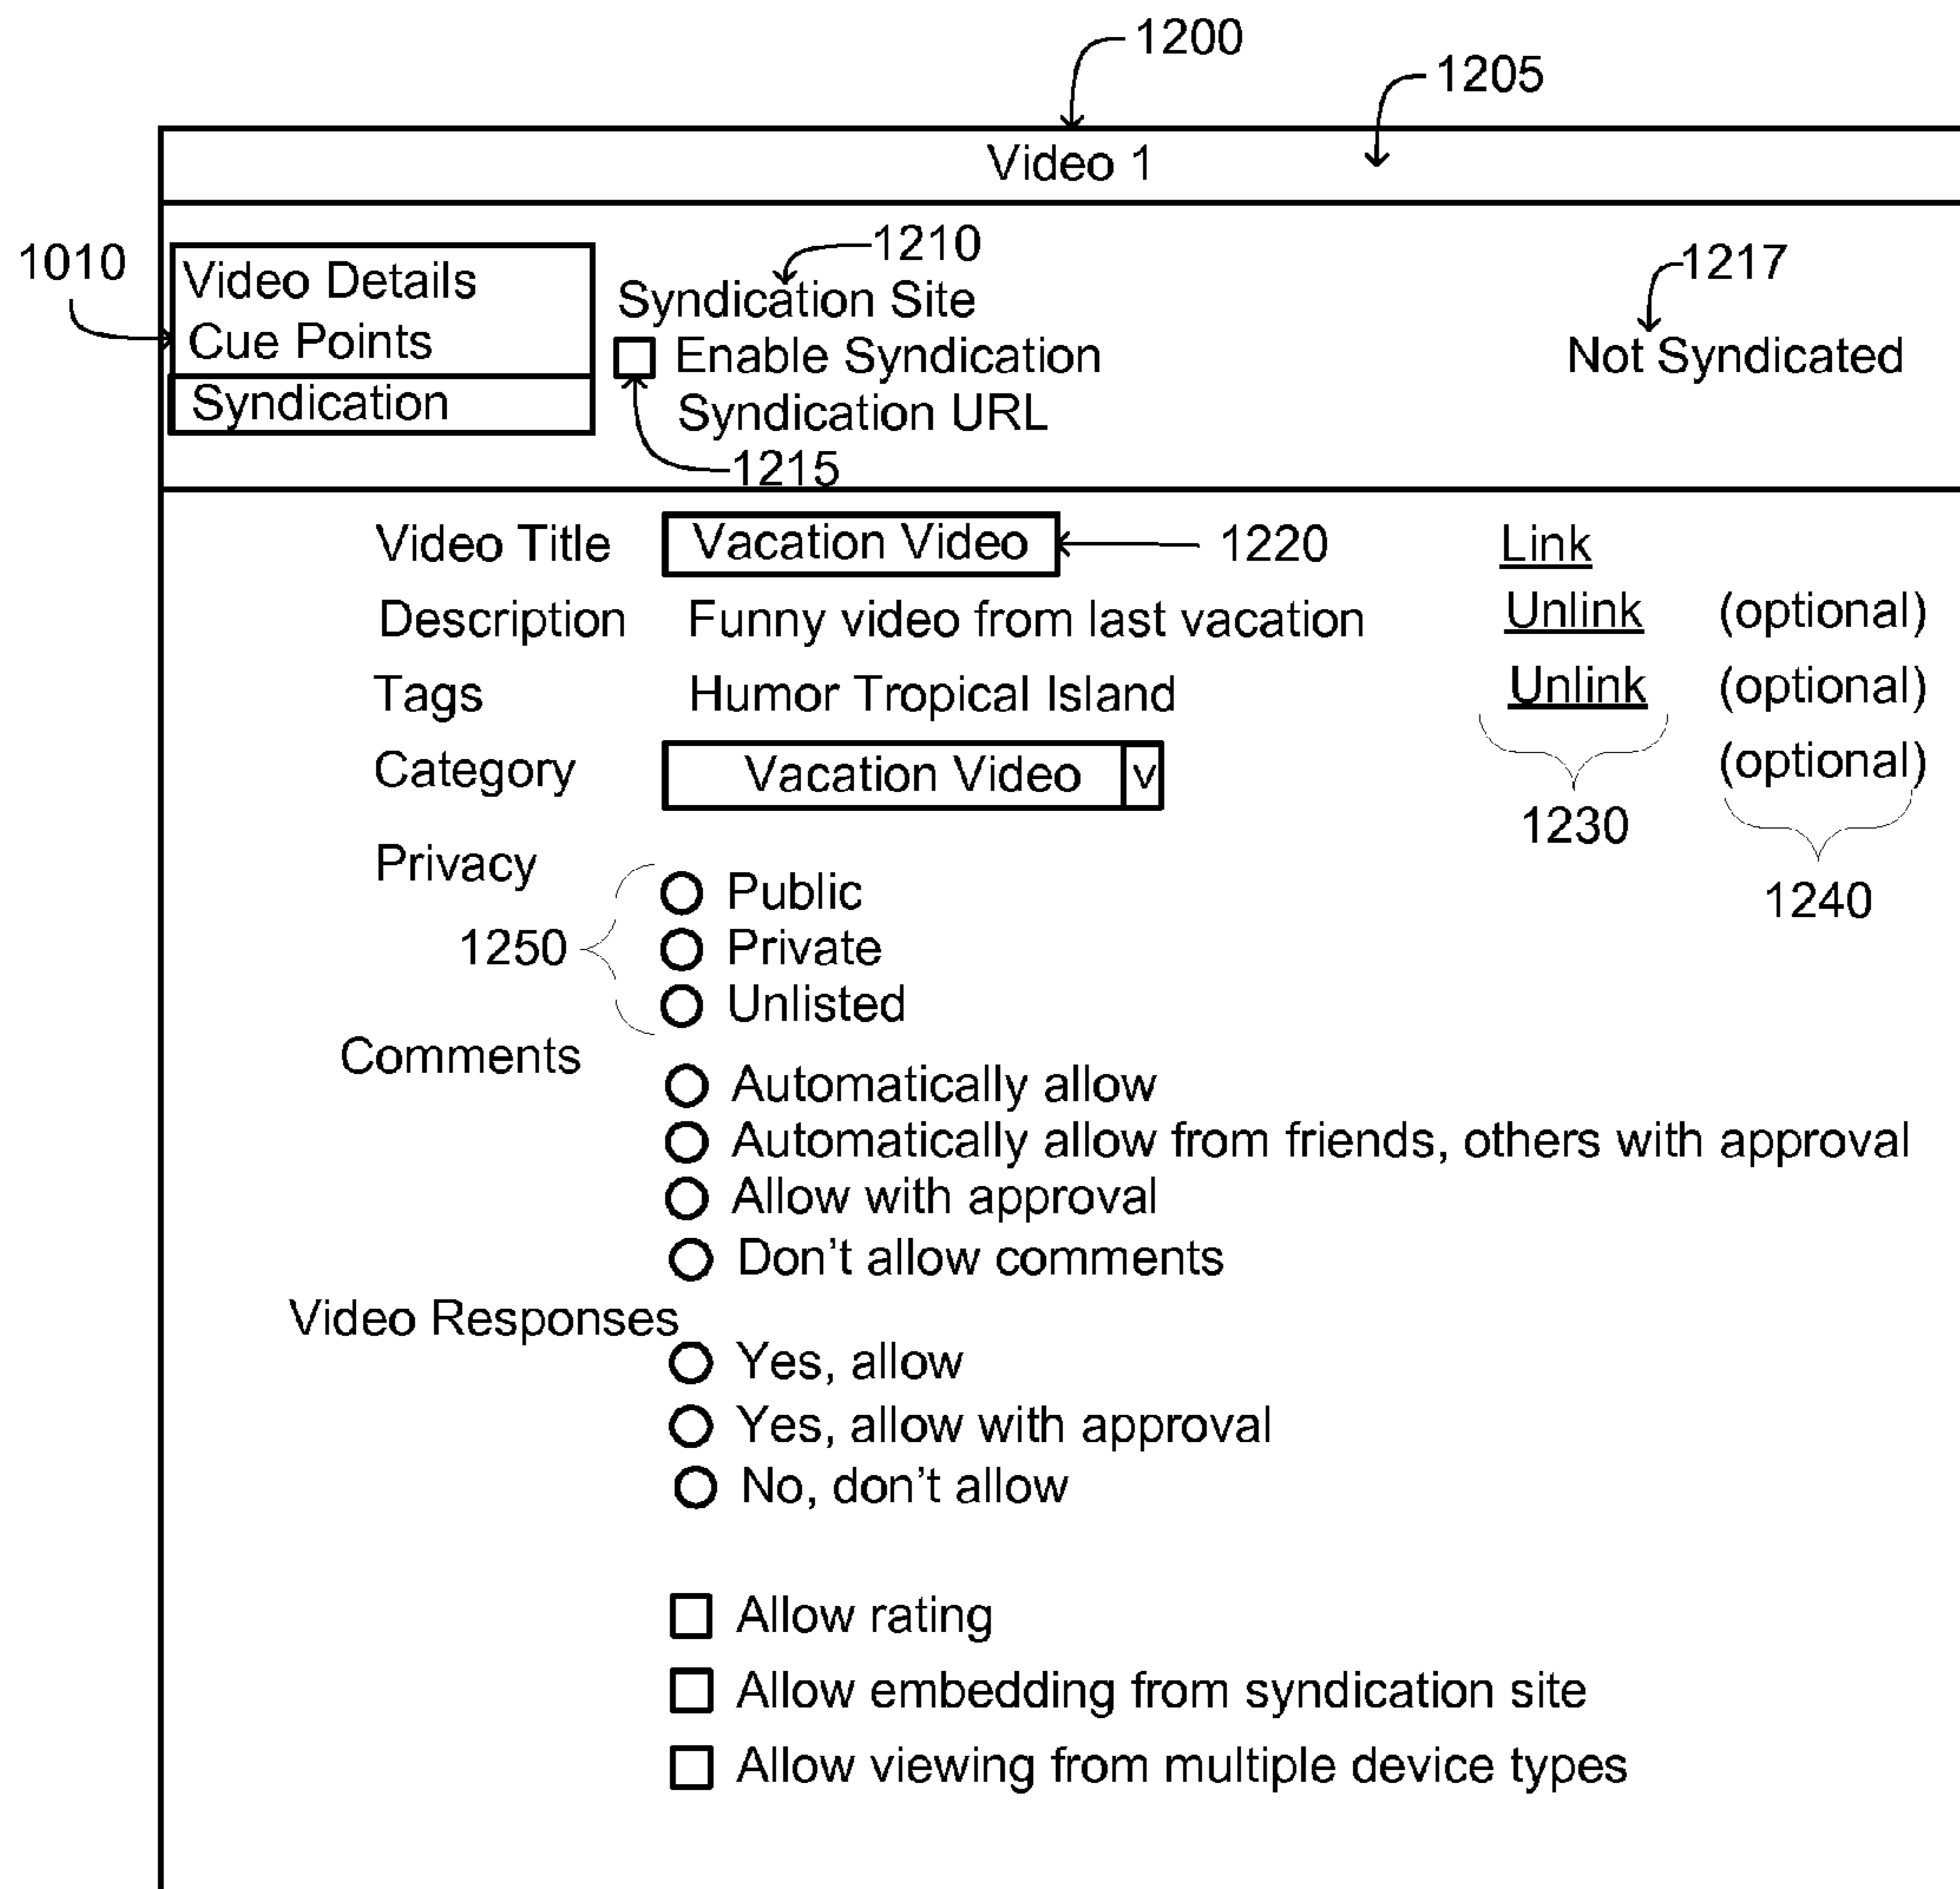 1200
1205
Video 1
1010
1210
1217
Video Details
Cue Points
Syndication
Syndication Site
Enable Syndication
Not Syndicated
Syndication URL
1215
Video Title Vacation Video 1220 Link
Description Funny video from last vacation Unlink (optional)
Tags Humor Tropical Island Unlink (optional)
Category Vacation Video v (optional)
1230
1240
Privacy
1250
Public
Private
Unlisted
Comments
Automatically allow
Automatically allow from friends, others with approval
Allow with approval
Don't allow comments
Video Responses
Yes, allow
Yes, allow with approval
No, don't allow
Allow rating
Allow embedding from syndication site
Allow viewing from multiple device types